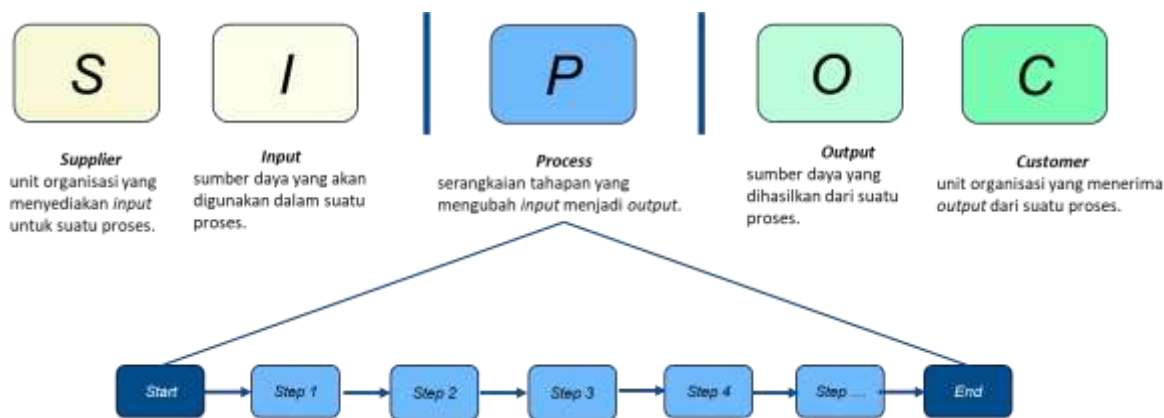 S
I
P
O
C
Supplier
unit organisasi yang
menyediakan input
untuk suatu proses.
Input
sumber daya yang akan
digunakan dalam suatu
proses.
Process
serangkaian tahapan yang
mengubah input menjadi output.
Output
sumber daya yang
dihasilkan dari suatu
proses.
Customer
unit organisasi yang menerima
output dari suatu proses.
Start
Step 1
Step 2
Step 3
Step 4
Step ....
End